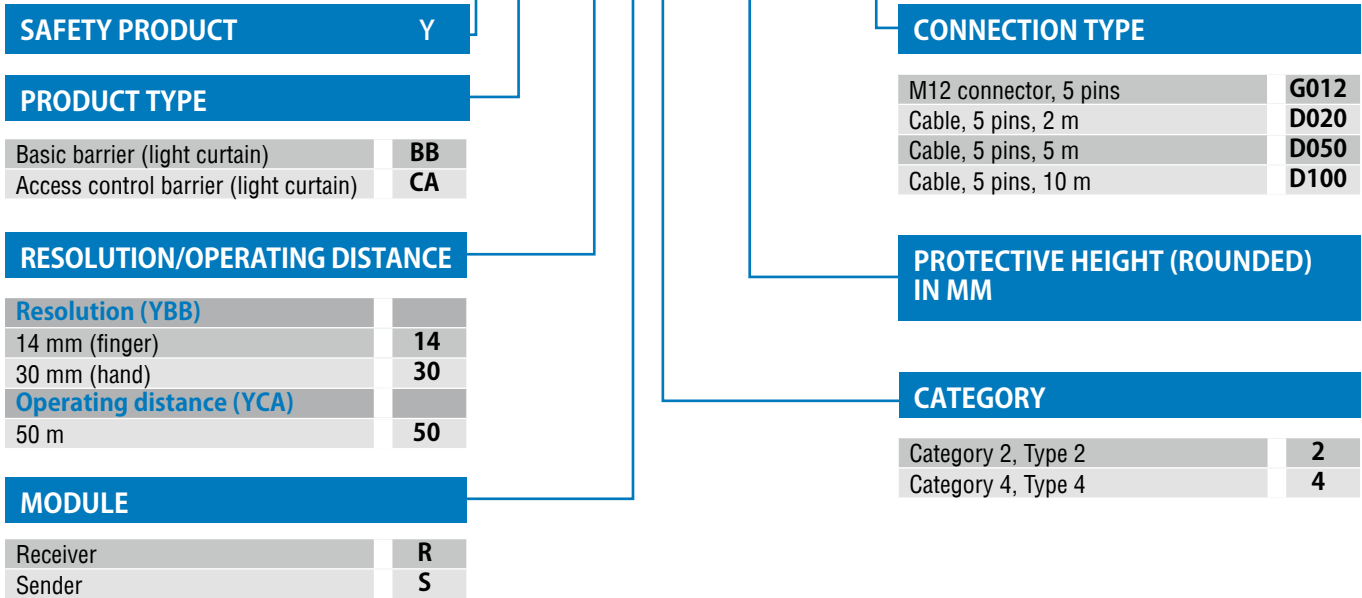 SAFETY PRODUCT Y
PRODUCT TYPE
Basic barrier (light curtain) BB
Access control barrier (light curtain) CA
RESOLUTION/OPERATING DISTANCE
Resolution (YBB)
14 mm (finger) 14
30 mm (hand) 30
Operating distance (YCA)
50 m 50
MODULE
Receiver R
Sender S
CONNECTION TYPE
M12 connector, 5 pins G012
Cable, 5 pins, 2 m D020
Cable, 5 pins, 5 m D050
Cable, 5 pins, 10 m D100
PROTECTIVE HEIGHT (ROUNDED)
IN MM
CATEGORY
Category 2, Type 2 2
Category 4, Type 4 4